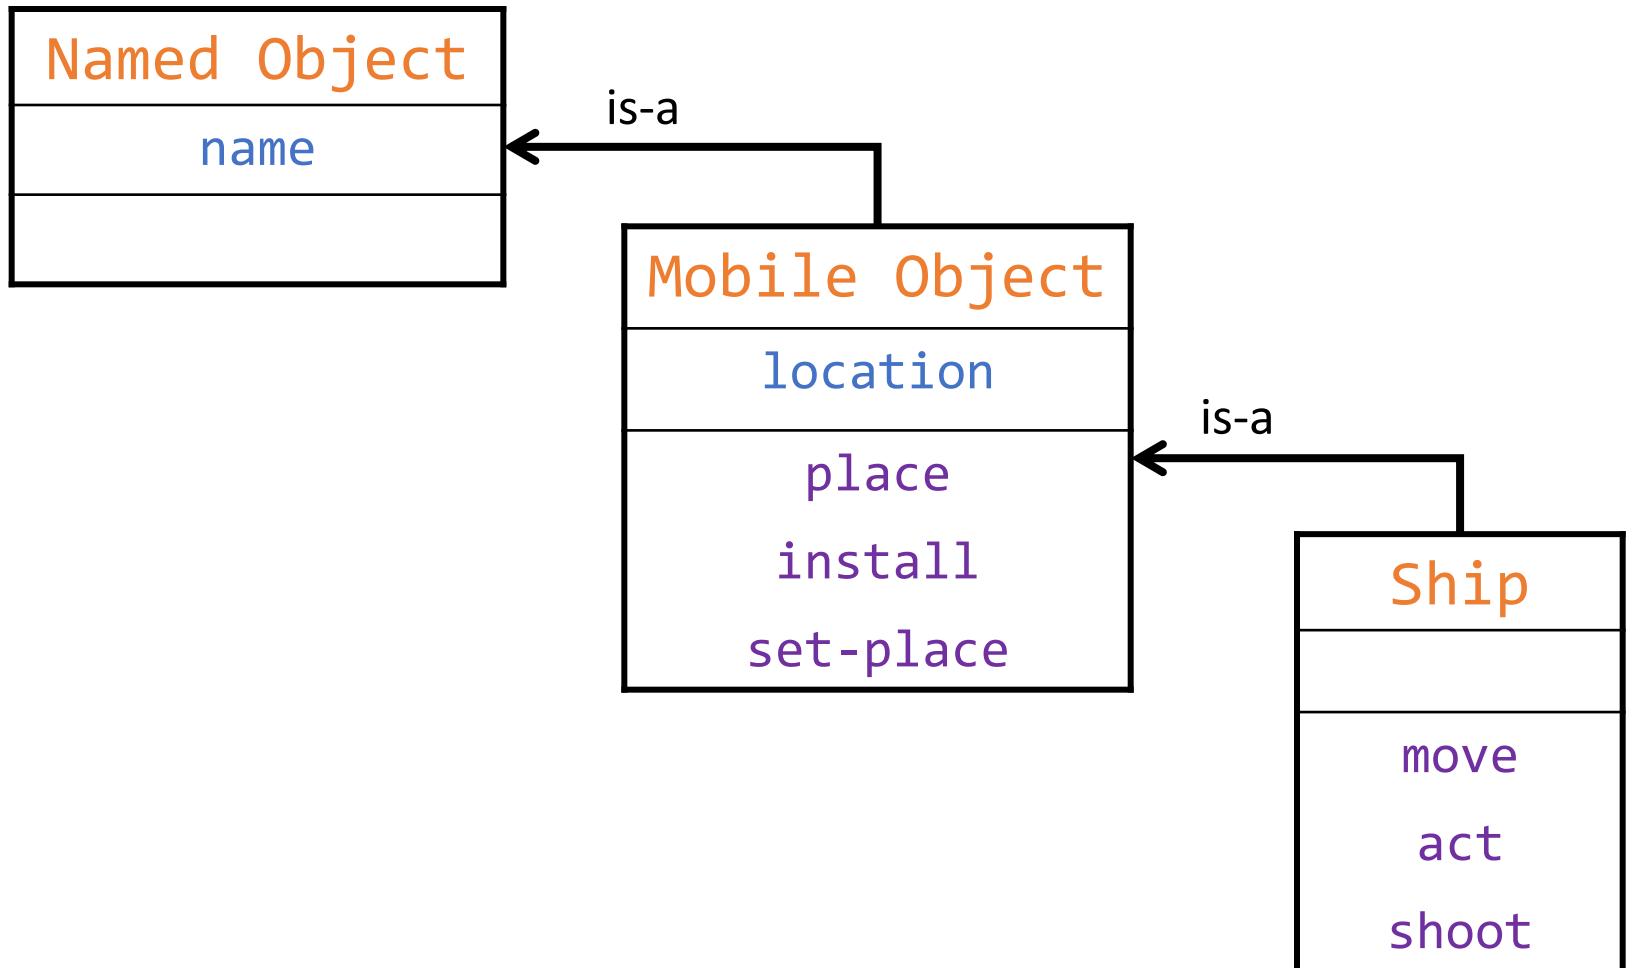 Named Object
name
is-a
Mobile Object
location
place
install
set-place
is-a
Ship
move
act
shoot